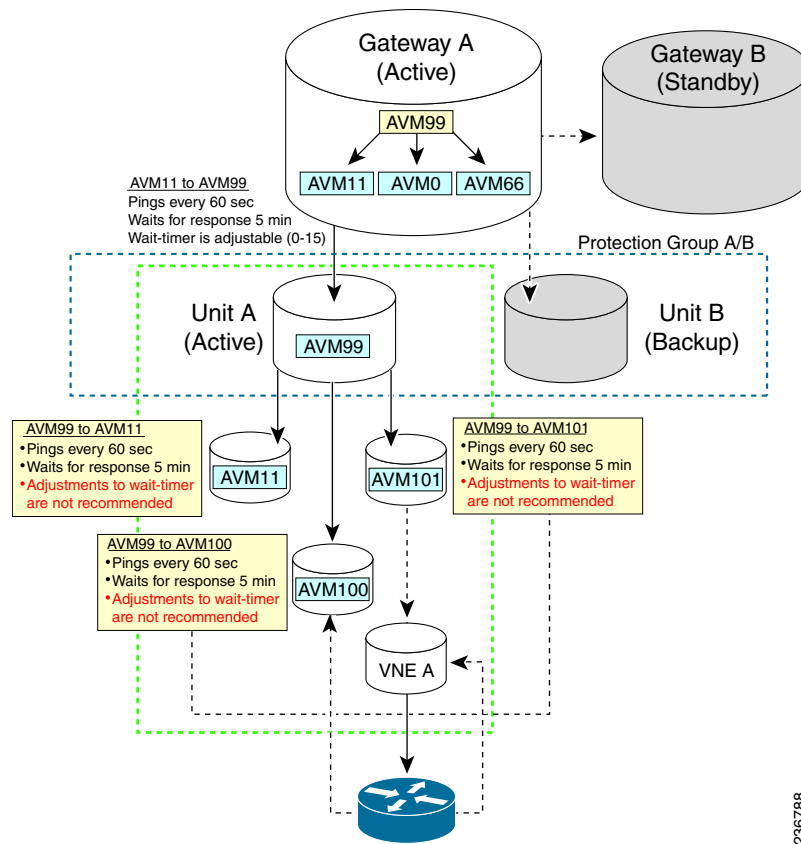 Gateway A
(Active)
Gateway B
(Standby)
AVM99
AVM11
AVM0
AVM66
AVM11 to AVM99
Pings every 60 sec
Waits for response 5 min
Wait-timer is adjustable (0-15)
Protection Group A/B
Unit A
(Active)
AVM99
Unit B
(Backup)
AVM99 to AVM11
•Pings every 60 sec
•Waits for response 5 min
•Adjustments to wait-timer
are not recommended
AVM11
AVM101
AVM99 to AVM101
•Pings every 60 sec
•Waits for response 5 min
•Adjustments to wait-timer
are not recommended
AVM99 to AVM100
•Pings every 60 sec
•Waits for response 5 min
•Adjustments to wait-timer
are not recommended
AVM100
VNE A
236788